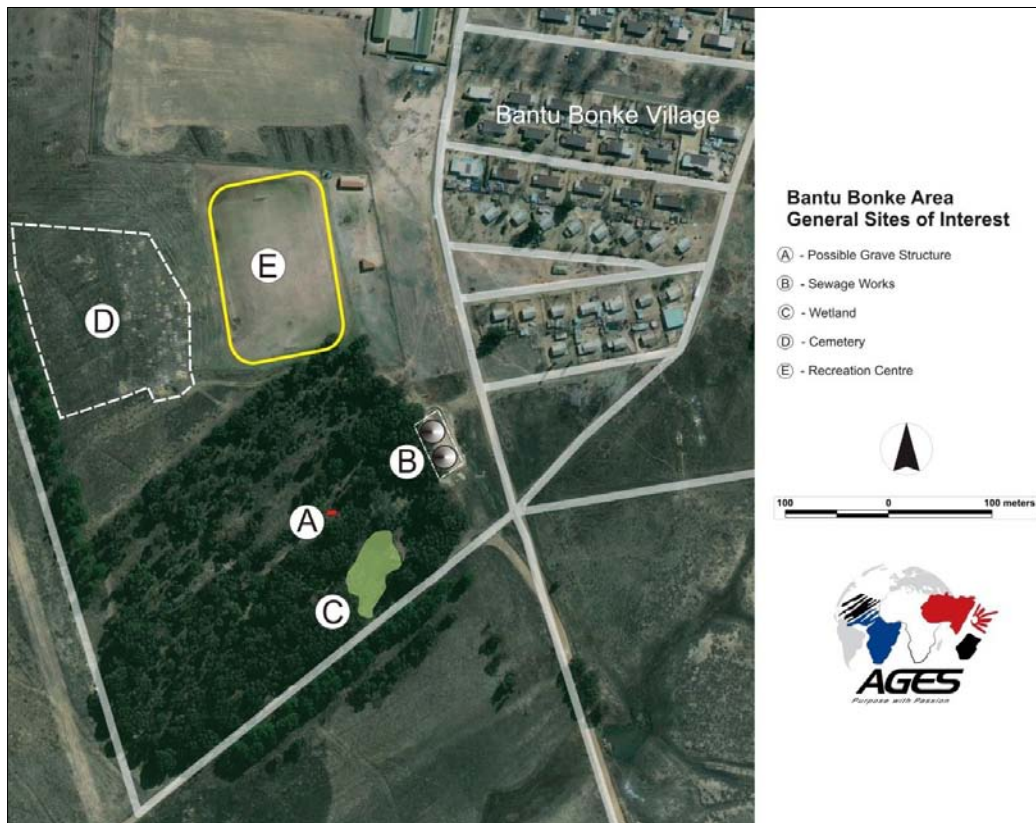 Bantu Bonke Village
E
D
B
A
C
Bantu Bonke Area
General Sites of Interest
A - Possible Grave Structure
B - Sewage Works
C - Wetland
D - Cemetery
E - Recreation Centre
100 0 100 meters
AGES
Purpose with Passion